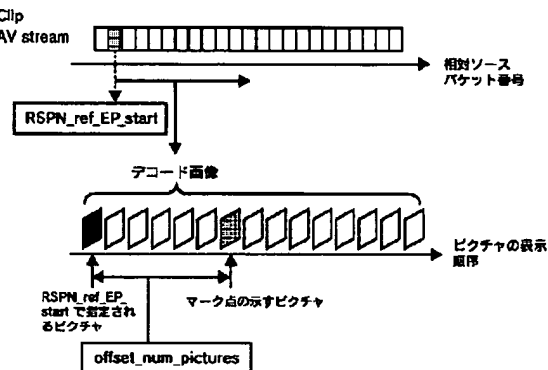 Clip
AV stream
相対ソース
パケット番号
RSPN_ref_EP_start
デコード画像
ピクチャの表示
順序
RSPN_ref_EP_
start で指定され
るピクチャ
マーク点の示すピクチャ
offset_num_pictures